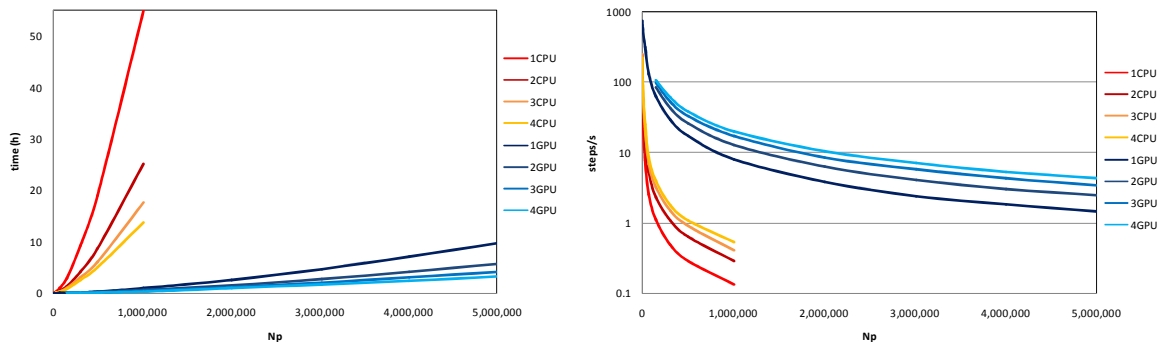 time (h)
50
40
30
20
10
0
0
1,000,000
2,000,000
3,000,000
4,000,000
5,000,000
Np
1CPU
2CPU
3CPU
4CPU
1GPU
2GPU
3GPU
4GPU
steps/s
1000
100
10
1
0.1
0
1,000,000
2,000,000
3,000,000
4,000,000
5,000,000
Np
1CPU
2CPU
3CPU
4CPU
1GPU
2GPU
3GPU
4GPU